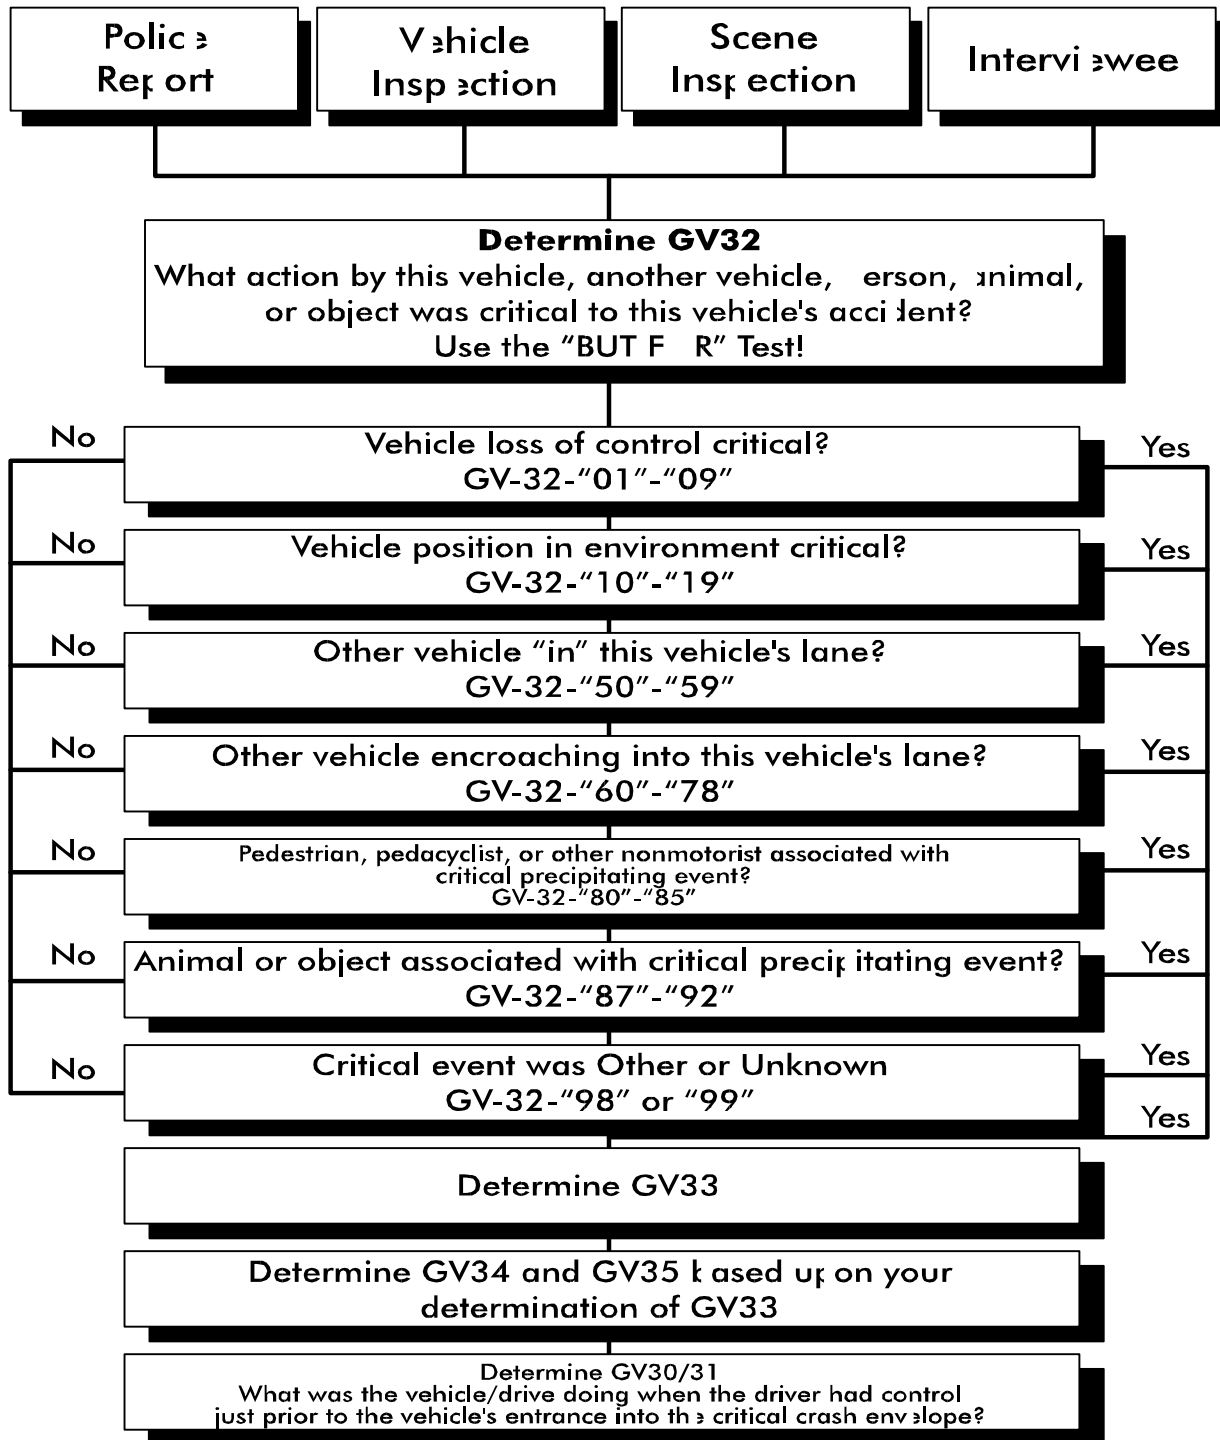 Police
Report
Vehicle
Inspection
Scene
Inspection
Interviewee
Determine GV32
What action by this vehicle, another vehicle, erson, animal,
or object was critical to this vehicle's accident?
Use the “BUT F R” Test!
No
Vehicle loss of control critical?
GV-32-“01”-“09”
Yes
No
Vehicle position in environment critical?
GV-32-“10”-“19”
Yes
No
Other vehicle “in” this vehicle's lane?
GV-32-“50”-“59”
Yes
No
Other vehicle encroaching into this vehicle's lane?
GV-32-“60”-“78”
Yes
No
Pedestrian, pedacyclist, or other nonmotorist associated with
critical precipitating event?
GV-32-“80”-“85”
Yes
No
Animal or object associated with critical precipitating event?
GV-32-“87”-“92”
Yes
No
Critical event was Other or Unknown
GV-32-“98” or “99”
Yes
Yes
Determine GV33
Determine GV34 and GV35 based upon your
determination of GV33
Determine GV30/31
What was the vehicle/drive doing when the driver had control
just prior to the vehicle's entrance into the critical crash envelope?